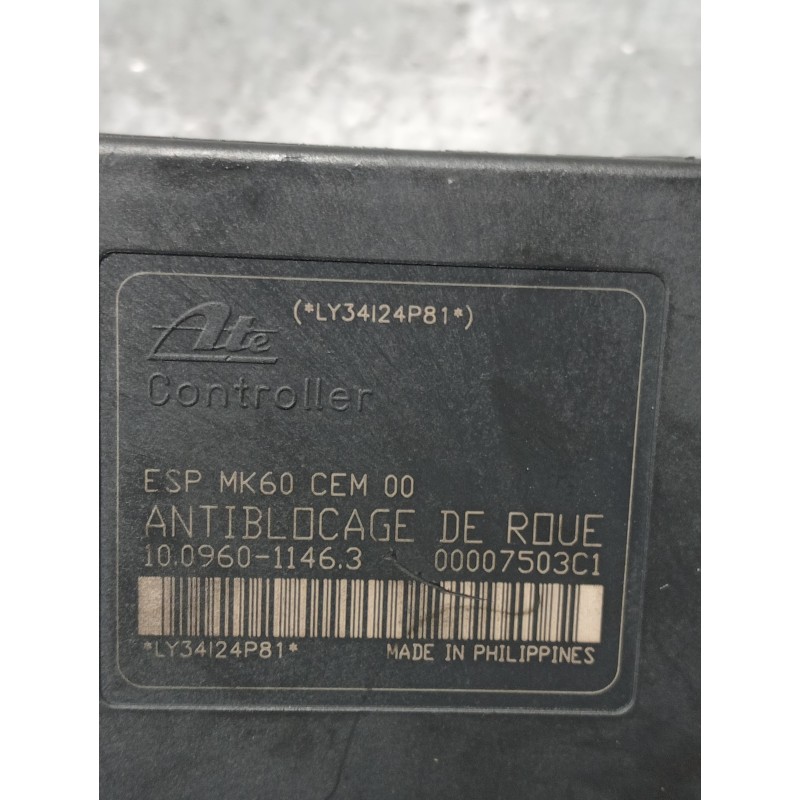 (*LY34I24P81*)
Ate
Controller
ESP MK60 CEM 00
ANTIBLOCAGE DE ROUE
10.0960-1146.3 00007503C1
*LY34I24P81* MADE IN PHILIPPINES